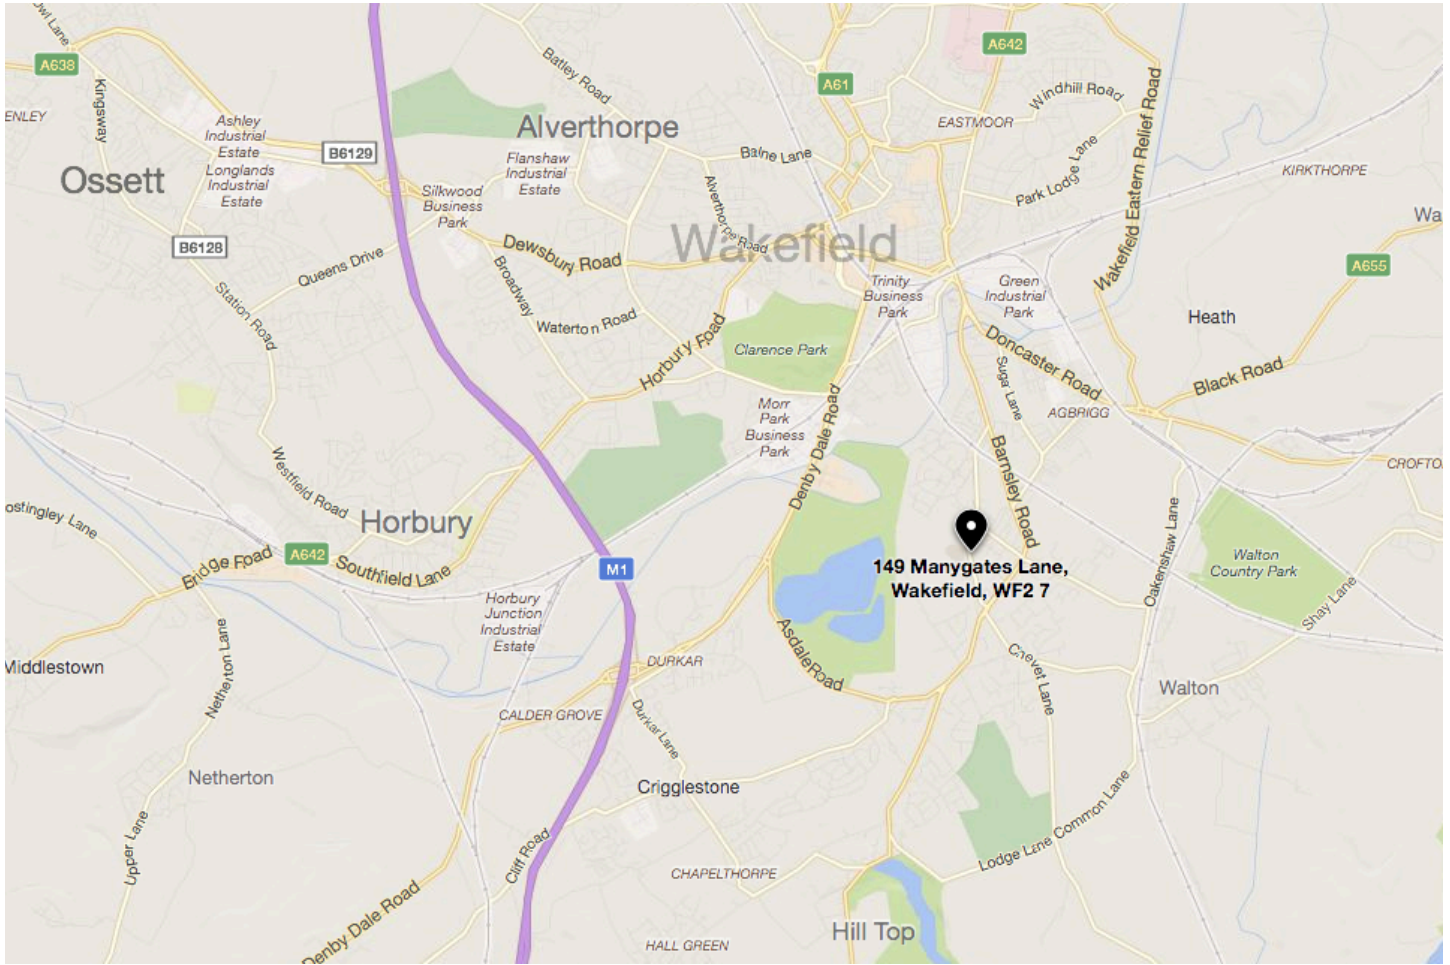 Owl Lane
A638
Kingsway
ENLEY
Ashley
Industrial
Estate
Longlands
Industrial
Estate
B6129
Ossett
B6128
Queens Drive
Station Road
Batley Road
Alverthorpe
Flanshaw
Industrial
Estate
Silkwood
Business
Park
Balne Lane
Alverthorpe Road
A61
A642
EASTMOOR
Windhill Road
Park Lodge Lane
Wakefield Eastern Relief Road
KIRKTHORPE
Wa
A655
Wakefield
Dewsbury Road
Broadway
Waterton Road
Horbury Road
Clarence Park
Trinity
Business
Park
Green
Industrial
Park
Heath
Doncaster Road
Black Road
Suga Lane
AGBRIGG
Morr
Park
Business
Park
Denby Dale Road
Barnsley Road
CROFTO
Westfield Road
Horbury
ostingley Lane
Bridge Road
A642
Southfield Lane
M1
149 Manygates Lane,
Wakefield, WF2 7
Oakenshaw Lane
Walton
Country Park
Shay Lane
Horbury
Junction
Industrial
Estate
Middlestown
Netherton Lane
DURKAR
Asdale Road
Chevet Lane
Walton
CALDER GROVE
Durkar Lane
Netherton
Crigglestone
Upper Lane
Cliff Road
Lodge Lane Common Lane
CHAPELTHORPE
Denby Dale Road
Hill Top
HALL GREEN